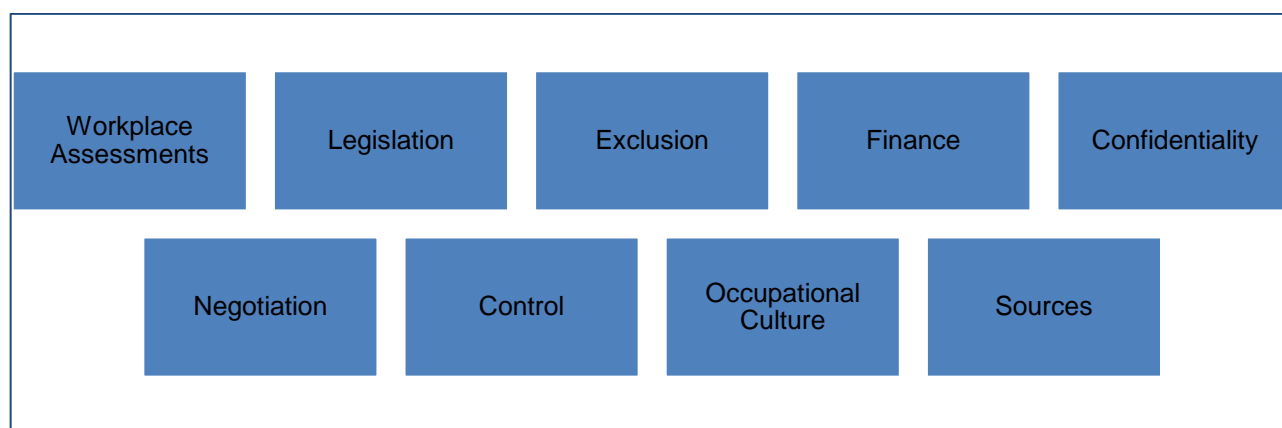 Workplace
Assessments
Legislation
Exclusion
Finance
Confidentiality
Negotiation
Control
Occupational
Culture
Sources